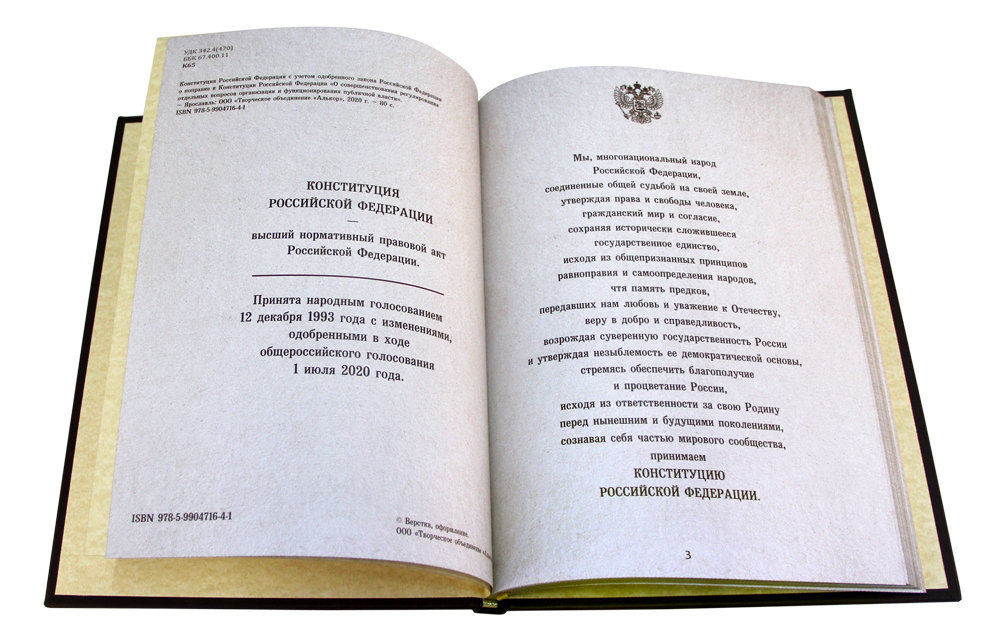 УДК 342.4(470)
ББК 67.400.11
К65
Конституция Российской Федерации с учетом одобренного закона Российской Федерации
о поправке к Конституции Российской Федерации «О совершенствовании регулирования
отдельных вопросов организации и функционирования публичной власти».
– Ярославль: ООО «Творческое объединение «Алькор», 2020 г. – 80 с.
ISBN 978-5-9904716-4-1
КОНСТИТУЦИЯ
РОССИЙСКОЙ ФЕДЕРАЦИИ
—
высший нормативный правовой акт
Российской Федерации.
Принята народным голосованием
12 декабря 1993 года с изменениями,
одобренными в ходе
общероссийского голосования
1 июля 2020 года.
ISBN 978-5-9904716-4-1
© Верстка, оформление.
ООО «Творческое объединение
Мы, многонациональный народ
Российской Федерации,
соединенные общей судьбой на своей земле,
утверждая права и свободы человека,
гражданский мир и согласие,
сохраняя исторически сложившееся
государственное единство,
исходя из общепризнанных принципов
равноправия и самоопределения народов,
чтя память предков,
передавших нам любовь и уважение к Отечеству,
веру в добро и справедливость,
возрождая суверенную государственность России
и утверждая незыблемость ее демократической основы,
стремясь обеспечить благополучие
и процветание России,
исходя из ответственности за свою Родину
перед нынешним и будущими поколениями,
сознавая себя частью мирового сообщества,
принимаем
КОНСТИТУЦИЮ
РОССИЙСКОЙ ФЕДЕРАЦИИ.
3